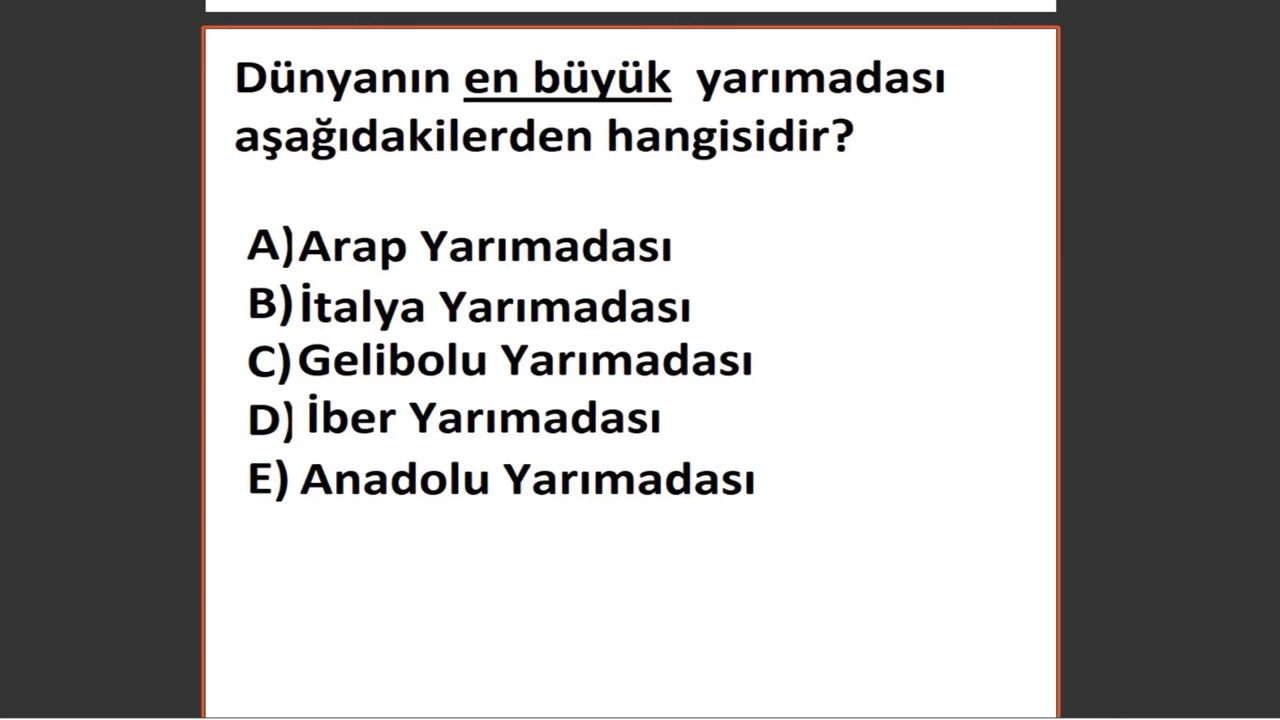 Dünyanın en büyük yarımadası
aşağıdakilerden hangisidir?
A)Arap Yarımadası
B)İtalya Yarımadası
C)Gelibolu Yarımadası
D) İber Yarımadası
E) Anadolu Yarımadası